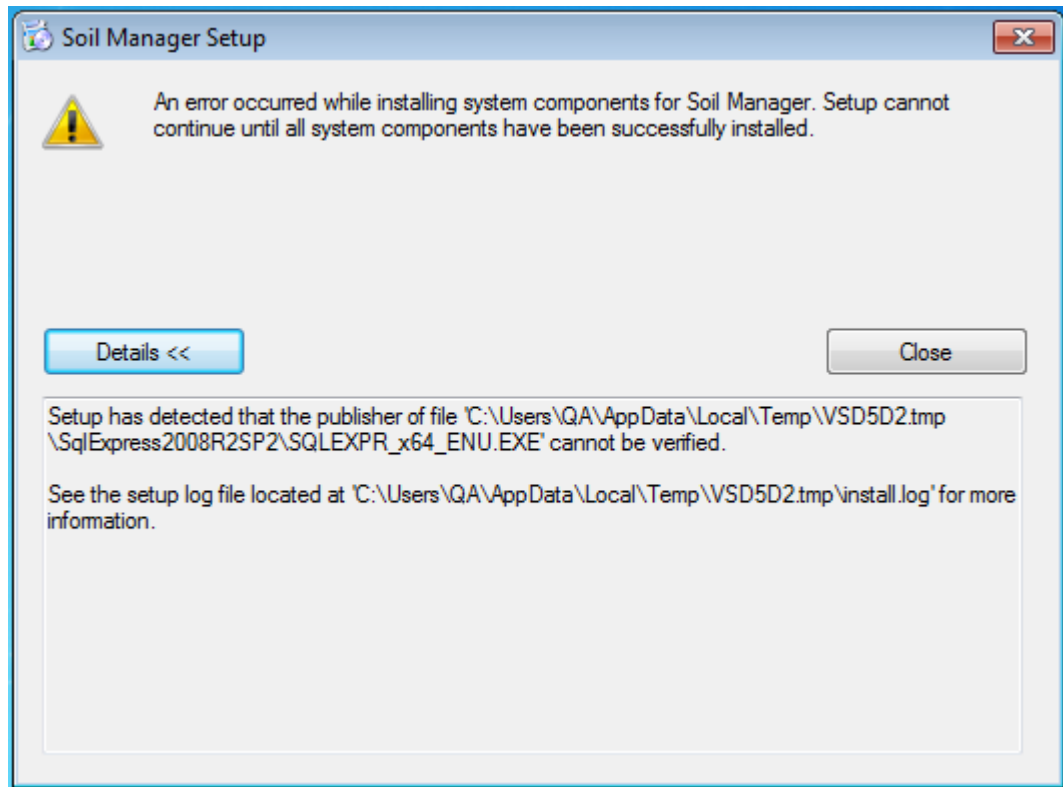 Soil Manager Setup
An error occurred while installing system components for Soil Manager. Setup cannot
continue until all system components have been successfully installed.
Details <<
Close
Setup has detected that the publisher of file 'C:\Users\QA\AppData\Local\Temp\VSD5D2.tmp
\SqlExpress2008R2SP2\SQLEXPR_x64_ENU.EXE' cannot be verified.
See the setup log file located at 'C:\Users\QA\AppData\Local\Temp\VSD5D2.tmp\install.log' for more
information.